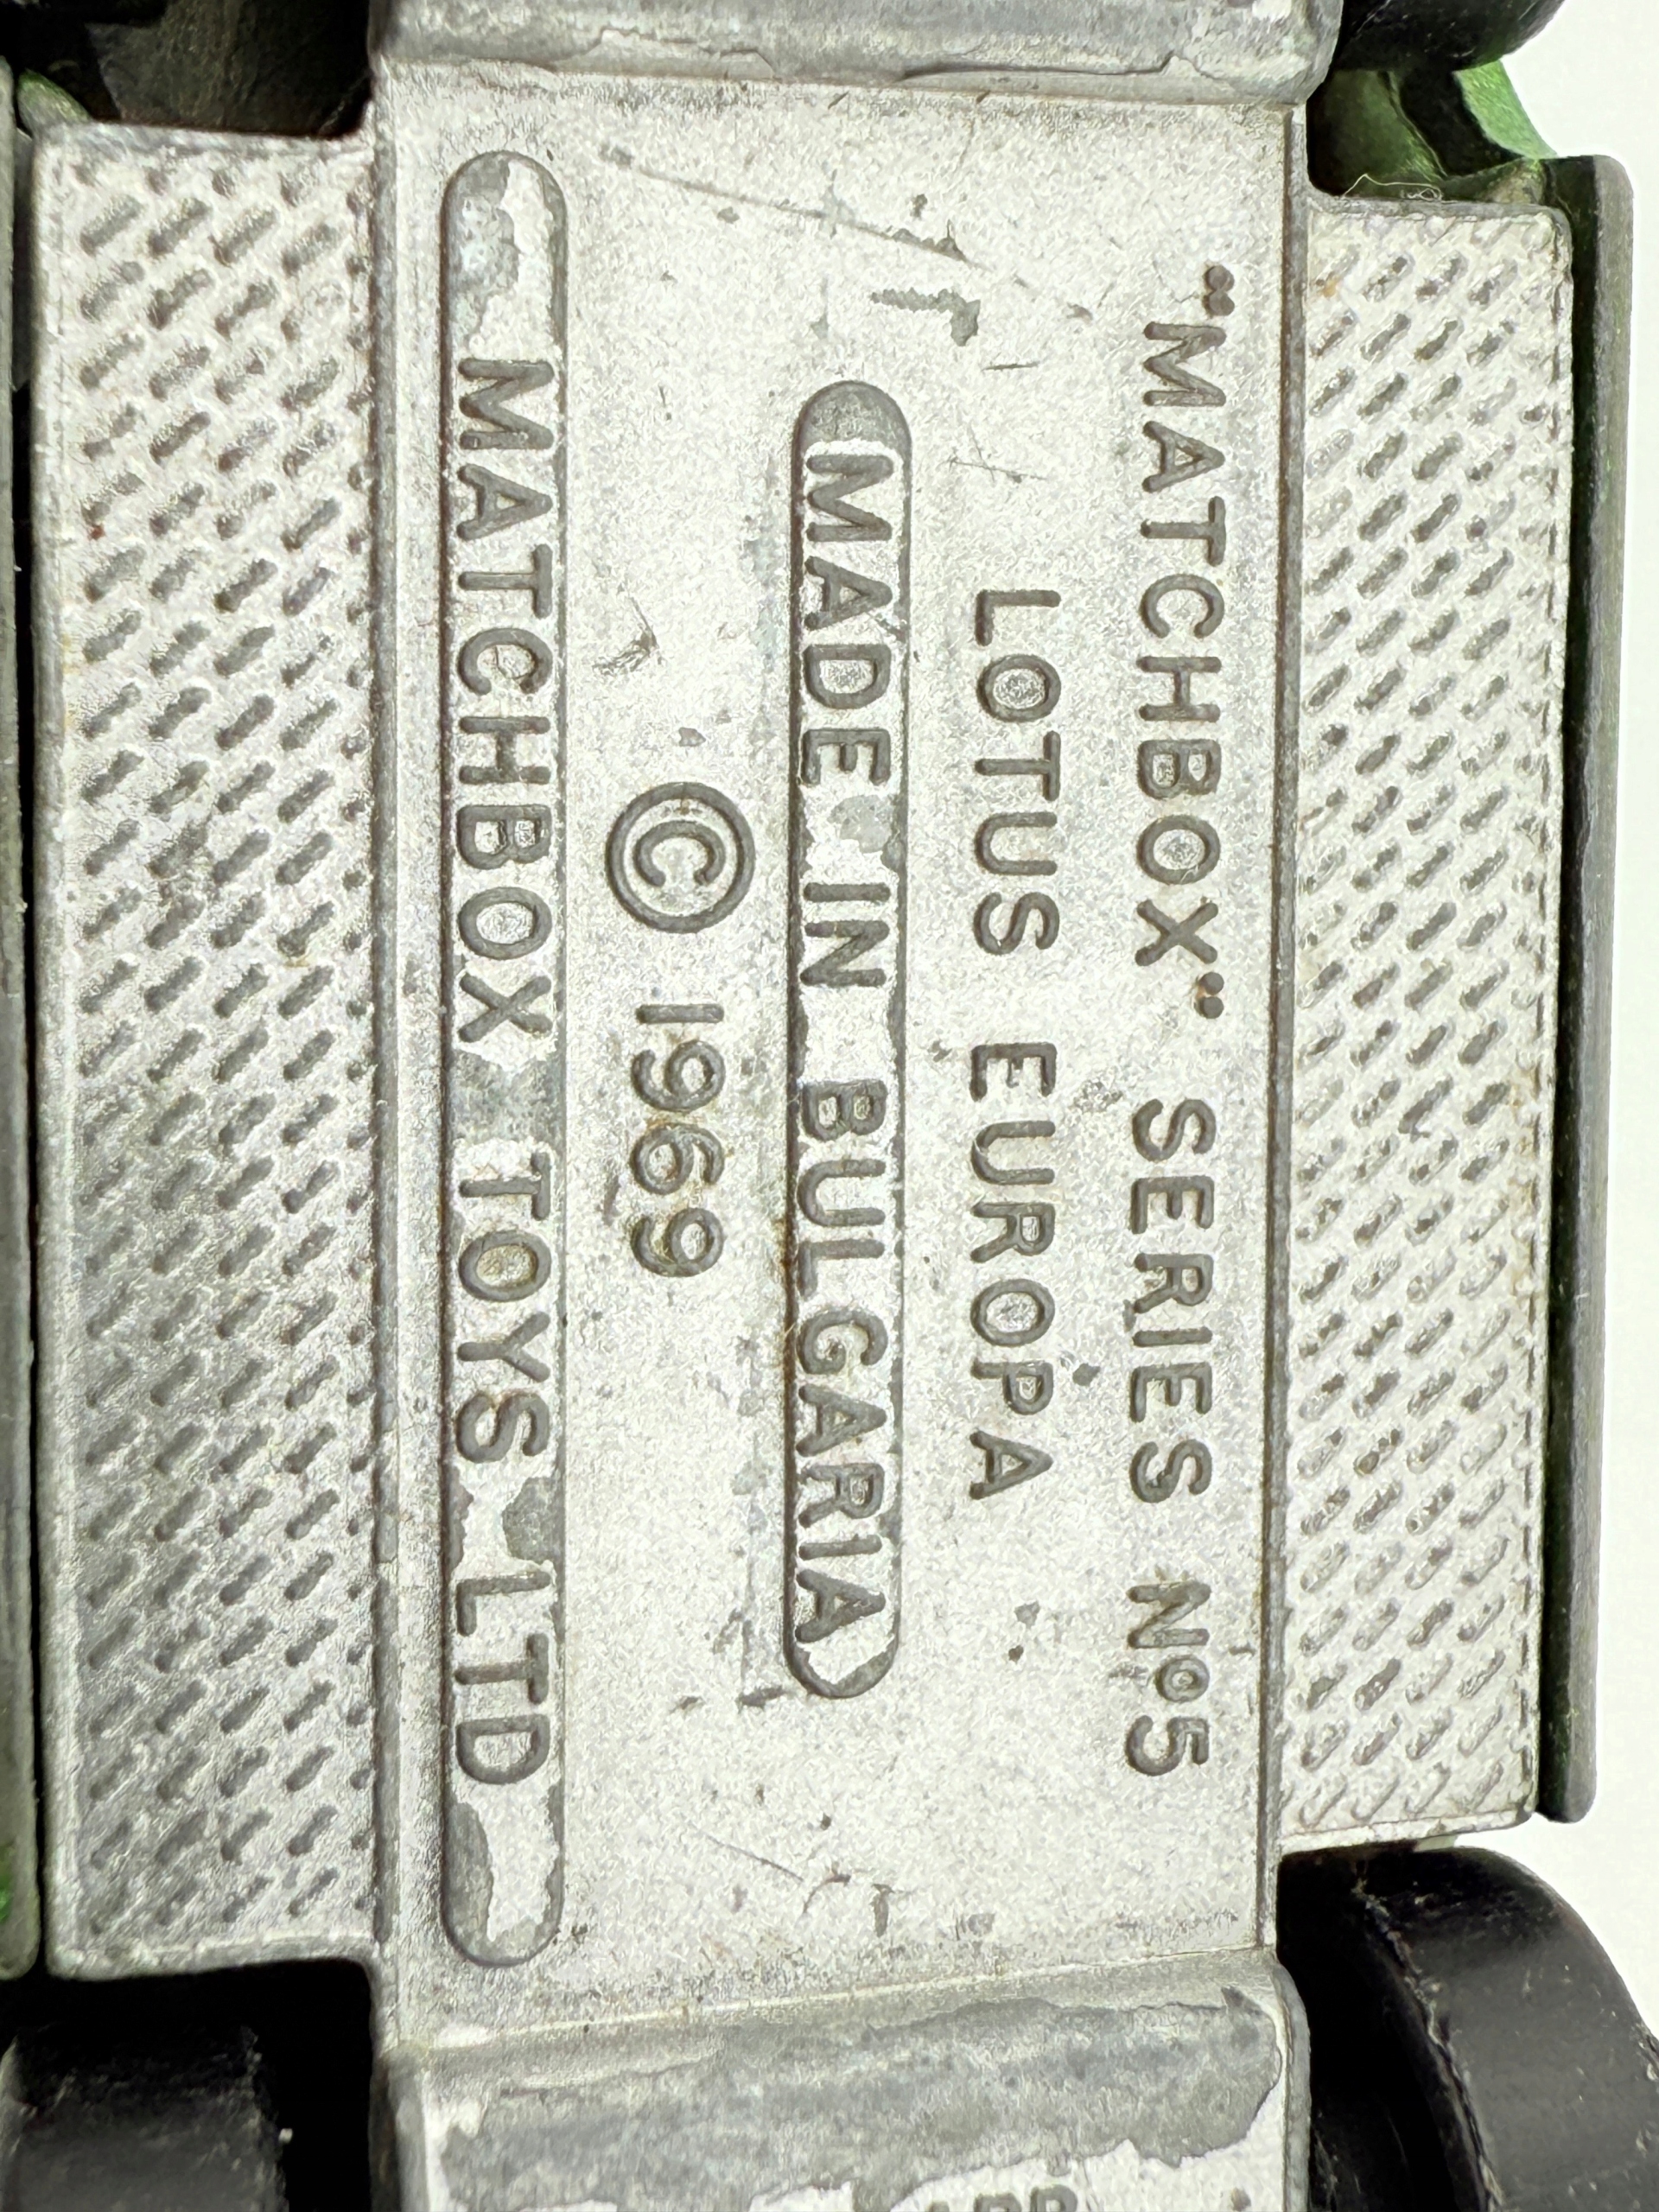 "MATCHBOX" SERIES No5
LOTUS EUROPA
MADE IN BULGARIA
© 1969
MATCHBOX TOYS LTD